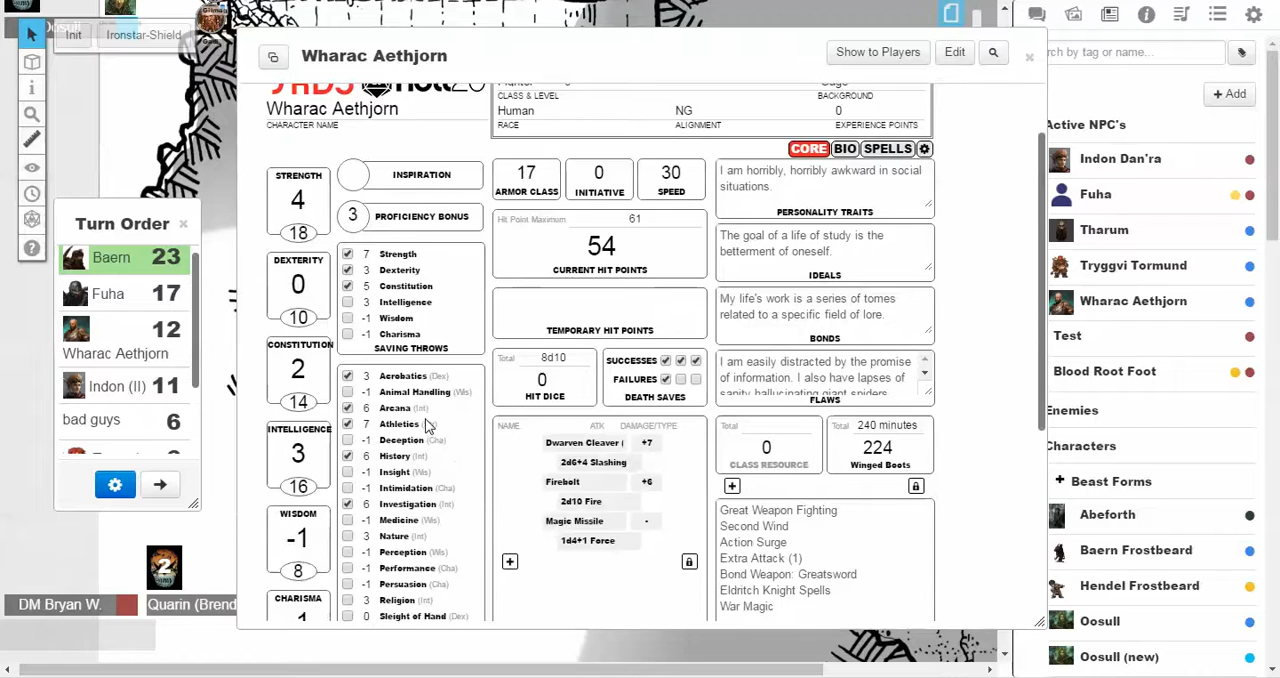 Init
Ironstar-Shield
Wharac Aethjorn
Show to Players
Edit
Wharac Aethjorn
CHARACTER NAME
CLASS & LEVEL
BACKGROUND
Human
NG
0
RACE
ALIGNMENT
EXPERIENCE POINTS
CORE
BIO
SPELLS
STRENGTH
4
18
DEXTERITY
0
10
CONSTITUTION
2
14
INTELLIGENCE
3
16
WISDOM
-1
8
CHARISMA
INSPIRATION
3 PROFICIENCY BONUS
7 Strength
3 Dexterity
5 Constitution
3 Intelligence
-1 Wisdom
-1 Charisma
SAVING THROWS
3 Acrobatics (Dex)
-1 Animal Handling (Wis)
6 Arcana (Int)
7 Athletics
-1 Deception (Cha)
6 History (Int)
-1 Insight (Wis)
-1 Intimidation (Cha)
6 Investigation (Int)
-1 Medicine (Wis)
3 Nature (Int)
-1 Perception (Wis)
-1 Performance (Cha)
-1 Persuasion (Cha)
3 Religion (Int)
0 Sleight of Hand (Dex)
17
ARMOR CLASS
0
INITIATIVE
30
SPEED
Hit Point Maximum 61
54
CURRENT HIT POINTS
TEMPORARY HIT POINTS
Total 8d10
0
HIT DICE
SUCCESSES
FAILURES
DEATH SAVES
NAME ATK DAMAGE/TYPE
Dwarven Cleaver ( +7
2d6+4 Slashing
Firebolt +6
2d10 Fire
Magic Missile -
1d4+1 Force
I am horribly, horribly awkward in social
situations.
PERSONALITY TRAITS
The goal of a life of study is the
betterment of oneself.
IDEALS
My life's work is a series of tomes
related to a specific field of lore.
BONDS
I am easily distracted by the promise
of information. I also have lapses of
sanity hallucinating giant spiders
FLAWS
Total
0
CLASS RESOURCE
Total 240 minutes
224
Winged Boots
Great Weapon Fighting
Second Wind
Action Surge
Extra Attack (1)
Bond Weapon: Greatsword
Eldritch Knight Spells
War Magic
Turn Order
Baern 23
Fuha 17
12
Wharac Aethjorn
Indon (II) 11
bad guys 6
2
DM Bryan W.
Quarin (Brend
rch by tag or name...
+ Add
Active NPC's
Indon Dan'ra
Fuha
Tharum
Tryggvi Tormund
Wharac Aethjorn
Test
Blood Root Foot
Enemies
Characters
+ Beast Forms
Abeforth
Baern Frostbeard
Hendel Frostbeard
Oosull
Oosull (new)